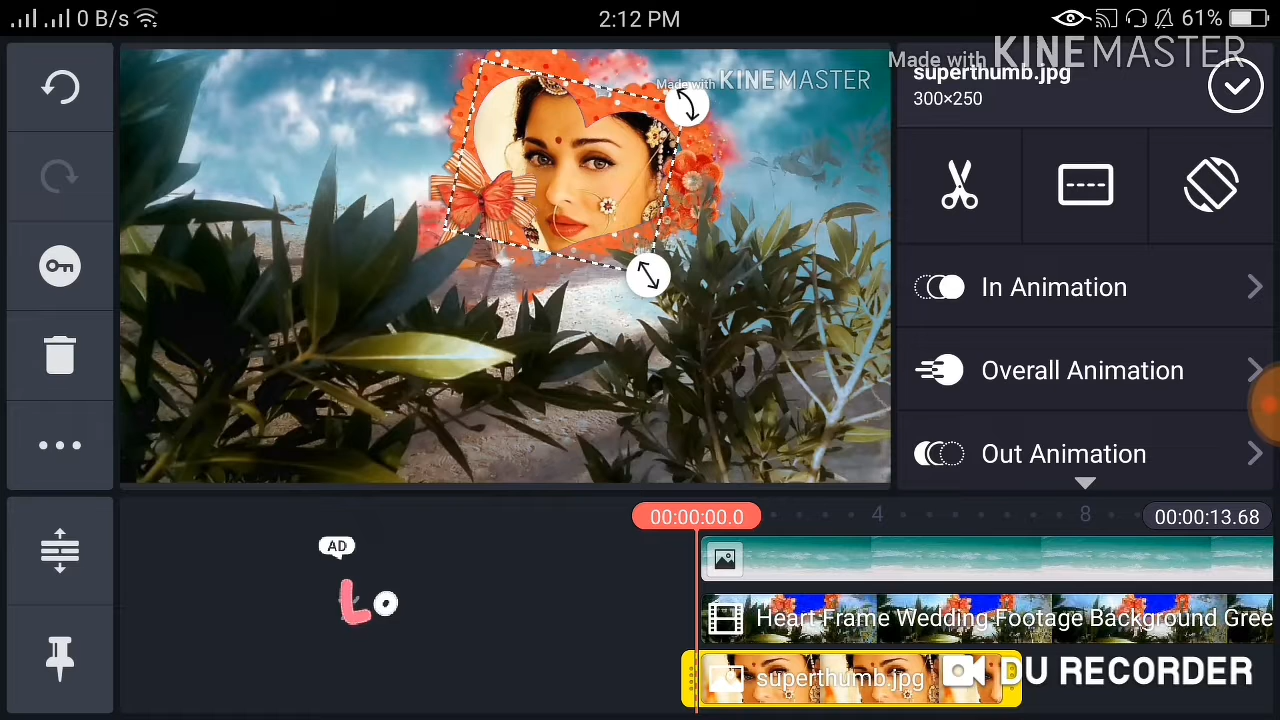 0 B/s
2:12 PM
61%
Made with KINEMASTER
Made with KINEMASTER
superthumb.jpg
300×250
In Animation
Overall Animation
Out Animation
00:00:00.0
4
8
00:00:13.68
AD
Lo
Heart Frame Wedding Footage Background Gree
superthumb.jpg
DU RECORDER